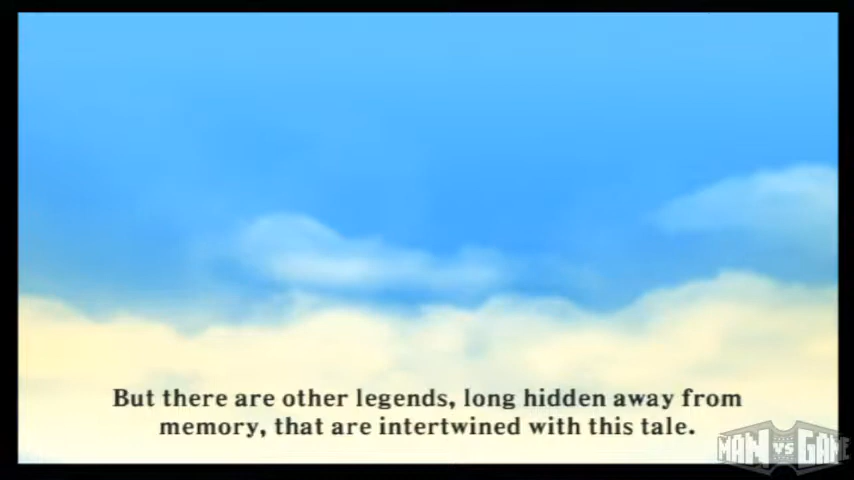 But there are other legends, long hidden away from
memory, that are intertwined with this tale.
MAN VS GAME